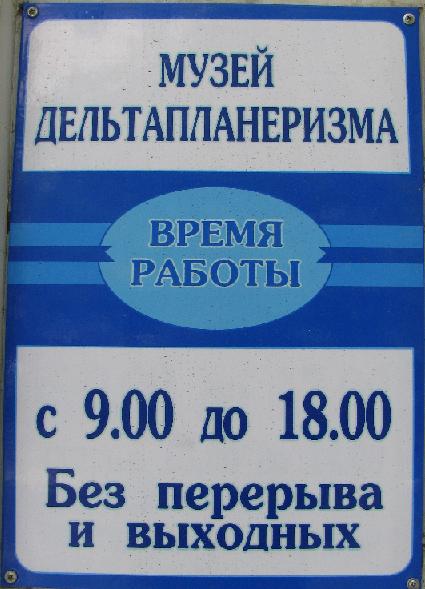 МУЗЕЙ
ДЕЛЬТАПЛАНЕРИЗМА
ВРЕМЯ
РАБОТЫ
с 9.00 до 18.00
Без перерыва
и выходных